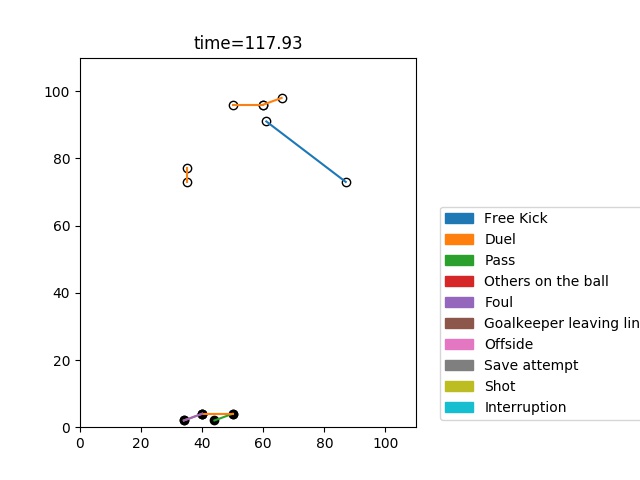 time=117.93
100
80
60
40
20
0
0 20 40 60 80 100
Free Kick
Duel
Pass
Others on the ball
Foul
Goalkeeper leaving lin
Offside
Save attempt
Shot
Interruption